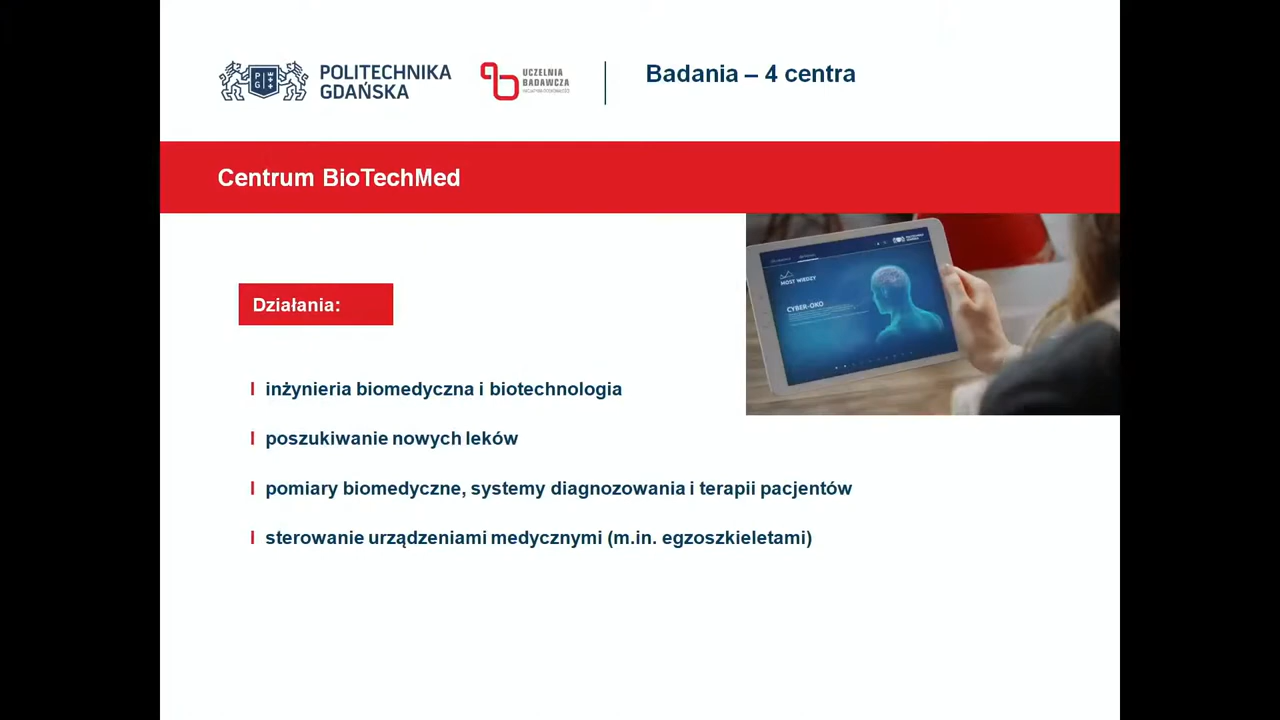 POLITECHNIKA
GDAŃSKA
UCZELNIA
BADAWCZA
Badania – 4 centra
Centrum BioTechMed
MOST WIEDZY
CYBER-OKO
Działania:
inżynieria biomedyczna i biotechnologia
poszukiwanie nowych leków
pomiary biomedyczne, systemy diagnozowania i terapii pacjentów
sterowanie urządzeniami medycznymi (m.in. egzoszkieletami)